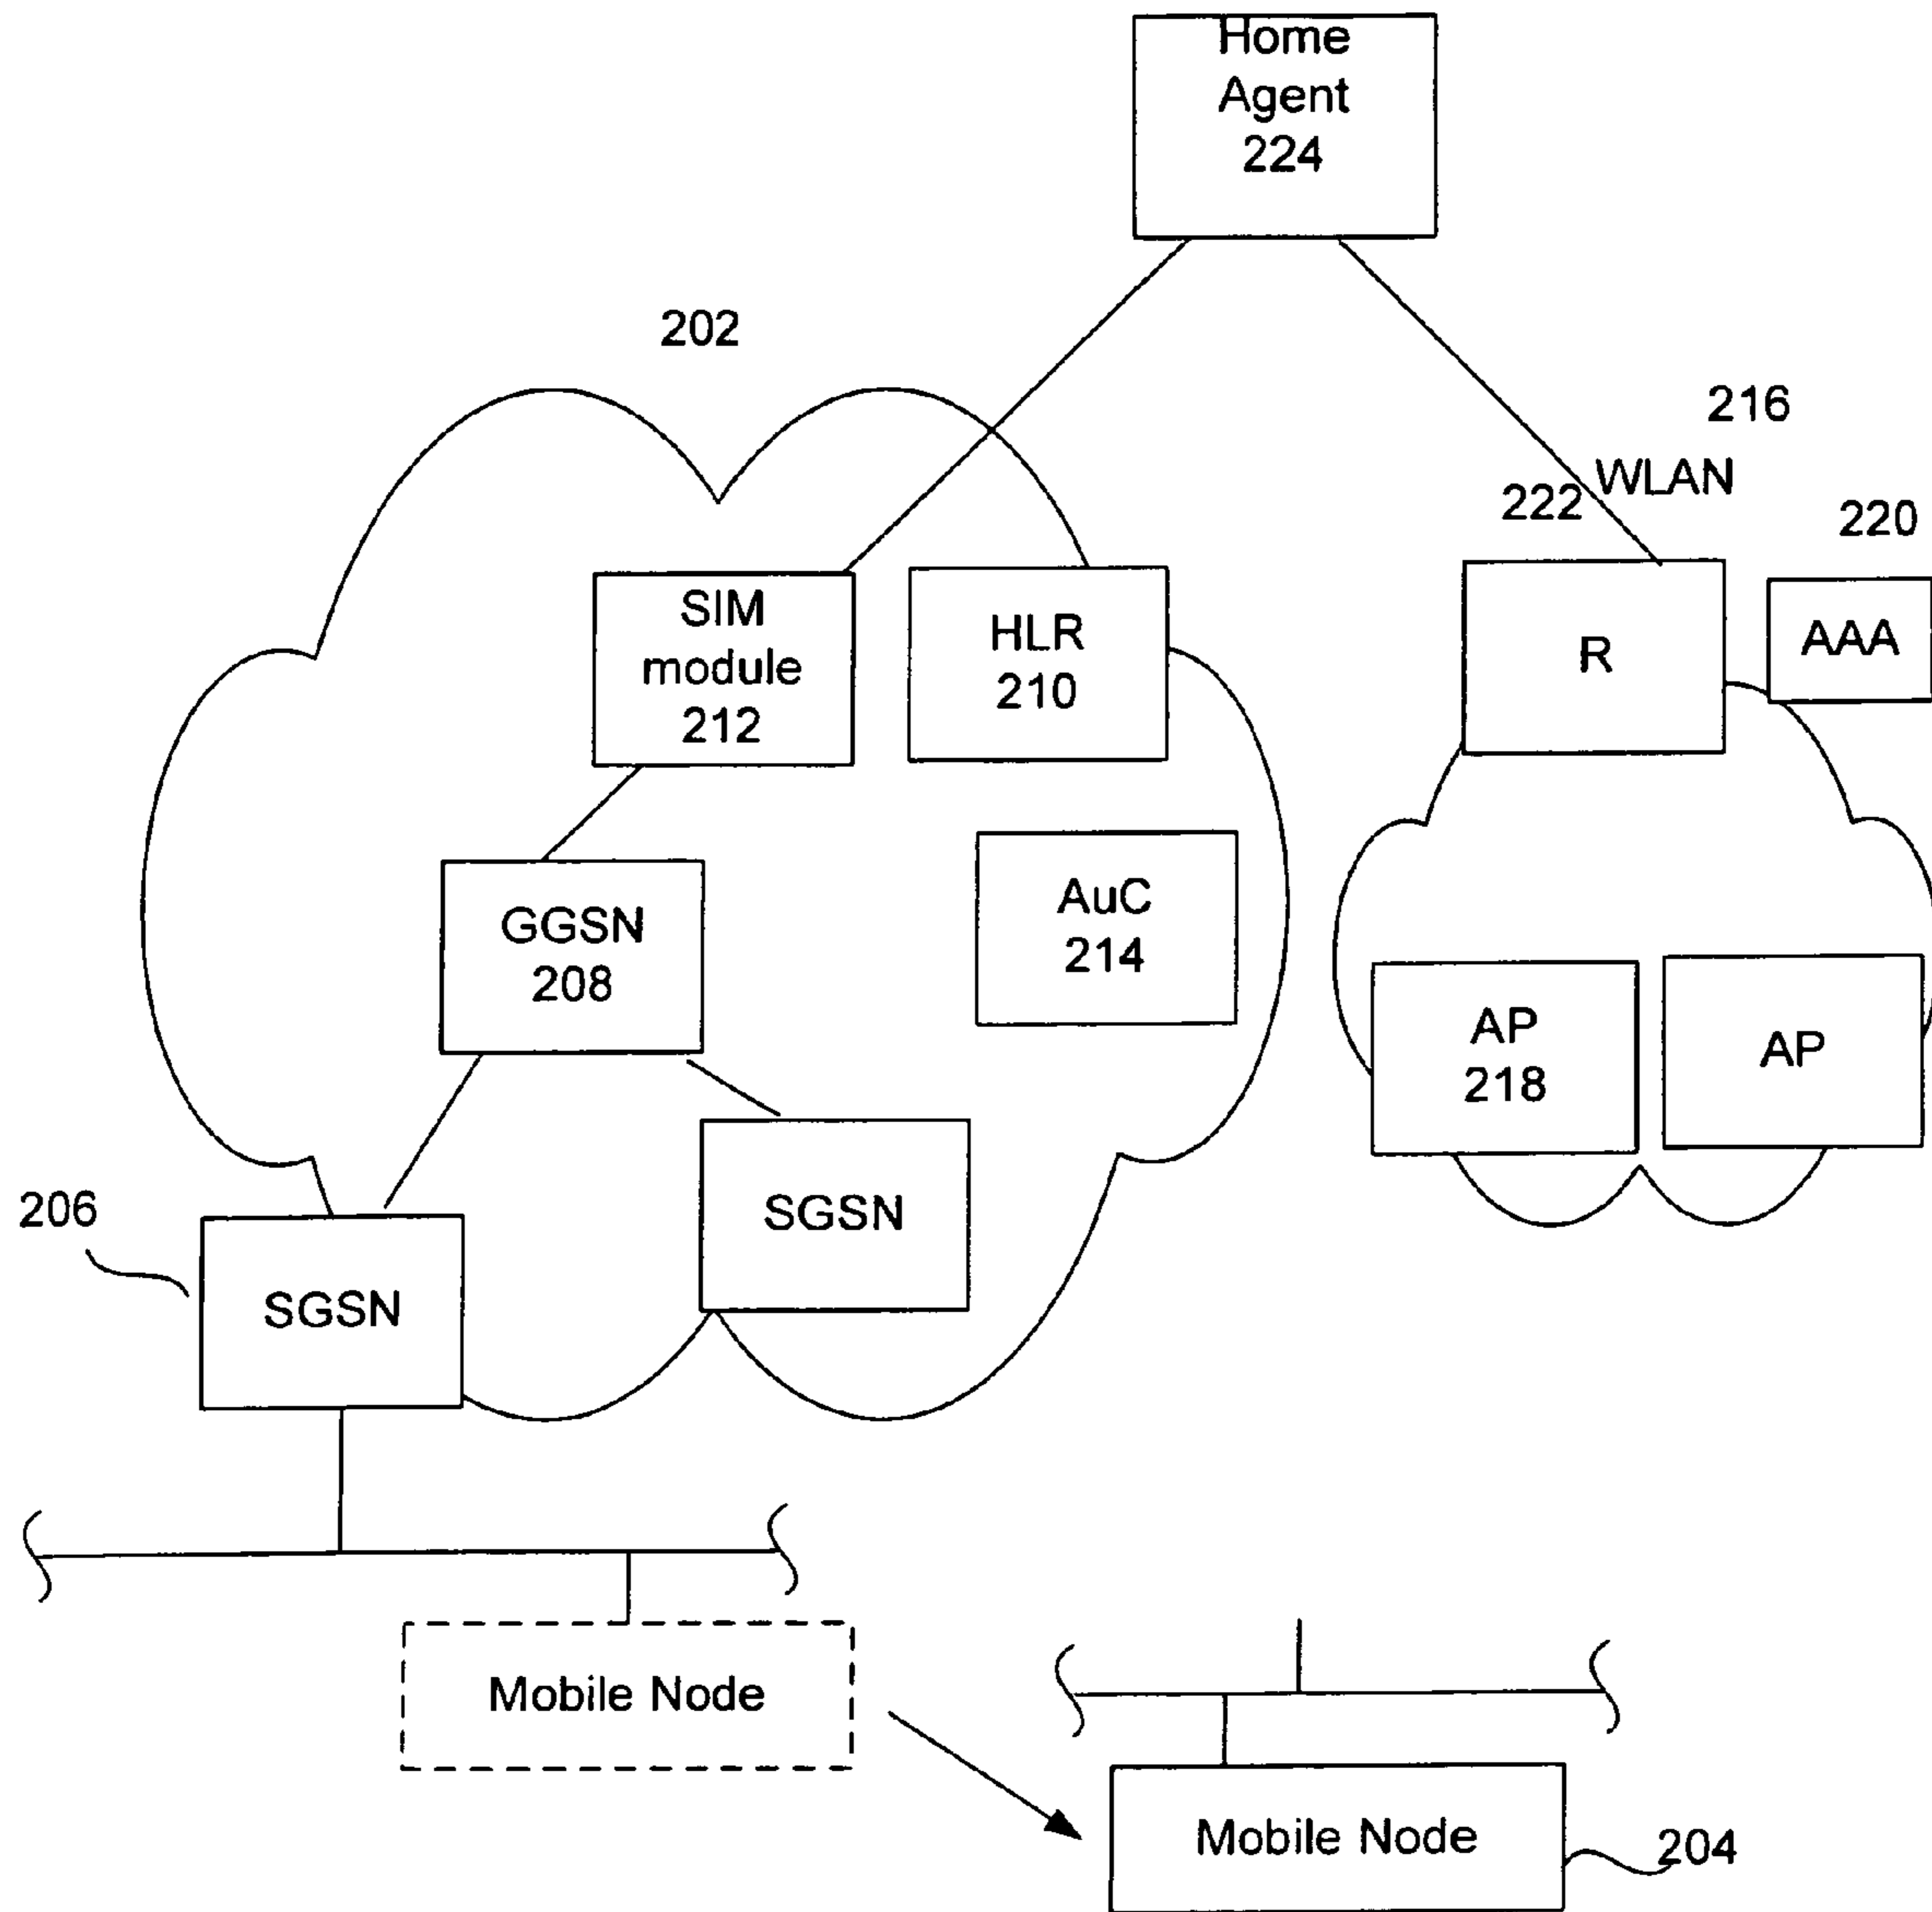 Home
Agent
224
202
216
WLAN
222
220
SIM
module
212
HLR
210
R
AAA
GGSN
208
AuC
214
AP
218
AP
206
SGSN
SGSN
Mobile Node
Mobile Node
204